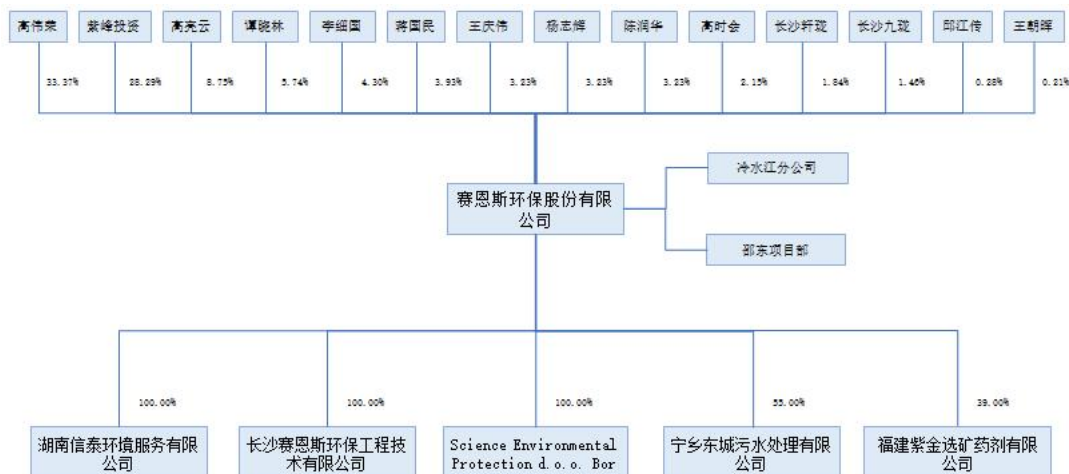 高伟荣 紫峰投资 高亮云 谭晓林 李细国 蒋国民 王庆伟 杨志辉 陈润华 高时会 长沙轩珑 长沙九珑 邱江传 王朝晖
33.37% 28.29% 8.75% 5.74% 4.30% 3.93% 3.23% 3.23% 3.23% 2.15% 1.84% 1.46% 0.28% 0.21%
冷水江分公司
赛恩斯环保股份有限
公司
邵东项目部
100.00% 100.00% 100.00% 55.00% 39.00%
湖南信泰环境服务有限
公司
长沙赛恩斯环保工程技
术有限公司
Science Environmental
Protection d.o.o. Bor
宁乡东城污水处理有限
公司
福建紫金选矿药剂有限
公司